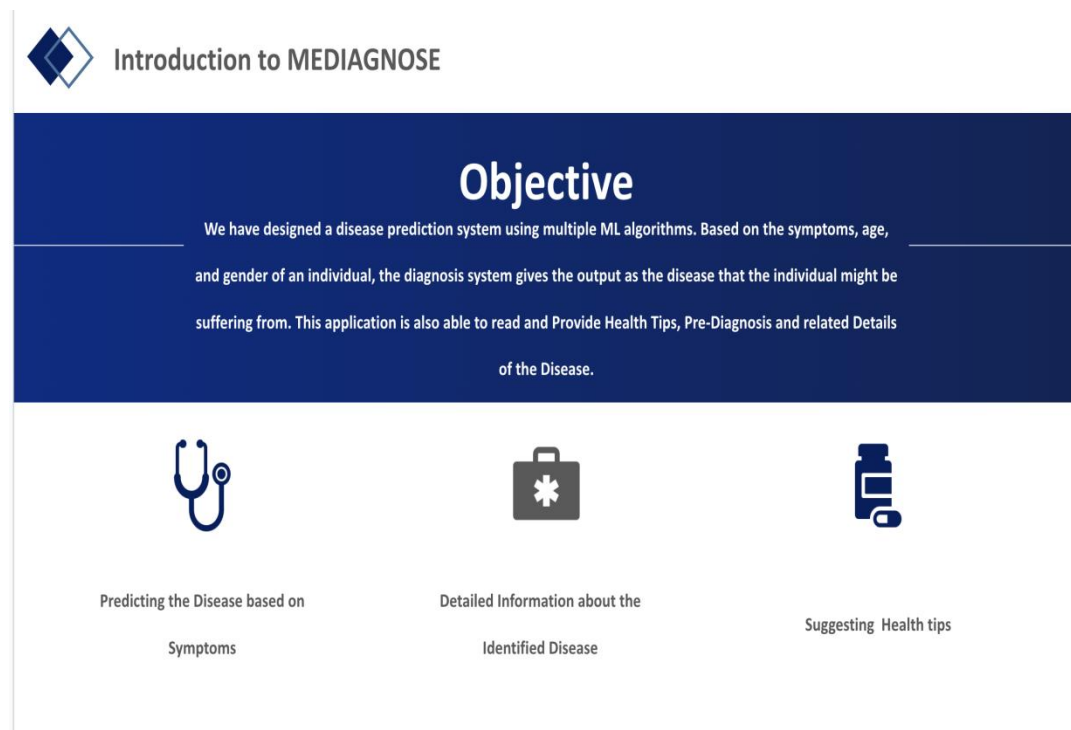 Introduction to MEDIAGNOSE
Objective
We have designed a disease prediction system using multiple ML algorithms. Based on the symptoms, age,
and gender of an individual, the diagnosis system gives the output as the disease that the individual might be
suffering from. This application is also able to read and Provide Health Tips, Pre-Diagnosis and related Details
of the Disease.
Predicting the Disease based on
Symptoms
Detailed Information about the
Identified Disease
Suggesting Health tips